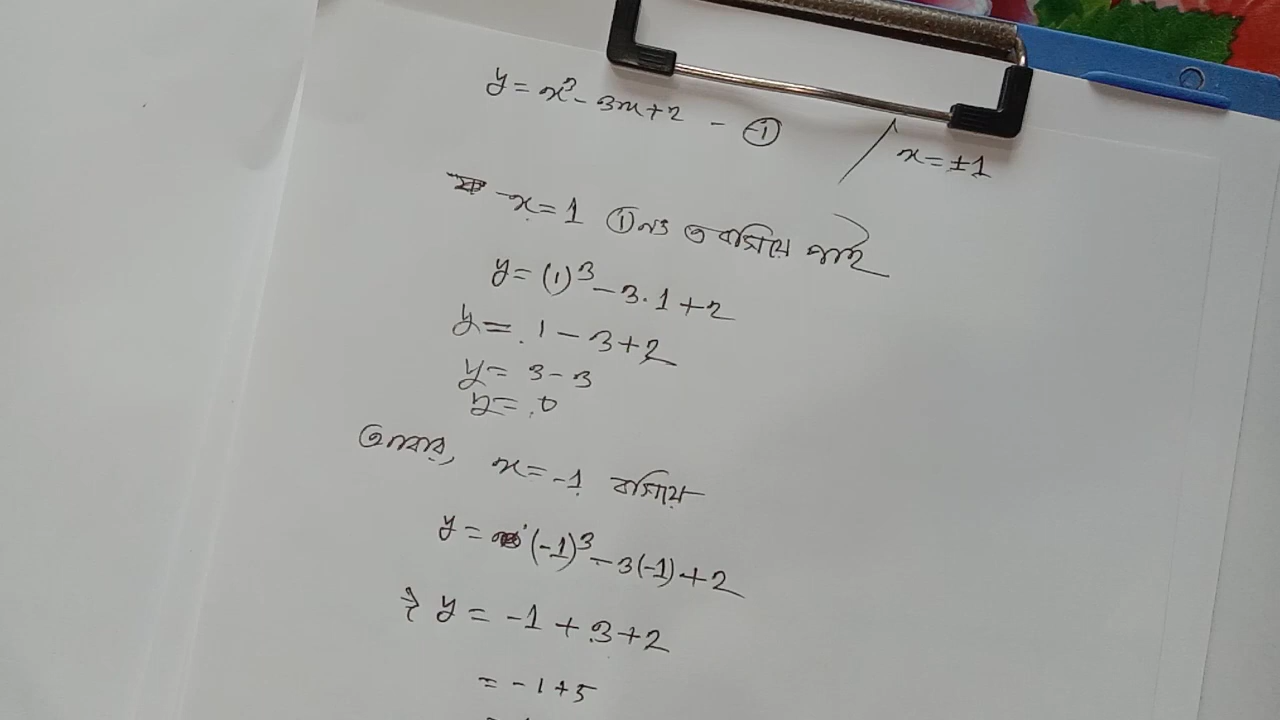 y = x³ - 3x + 2 - ①
x = ±1
x = 1 ①নং এ বসিয়ে পাই
y = (1)³ - 3. 1 + 2
y = 1 - 3 + 2
y = 3 - 3
y = 0
আবার, x = -1 বসিয়ে
y = (-1)³ - 3(-1) + 2
⇒ y = -1 + 3 + 2
= -1 + 5